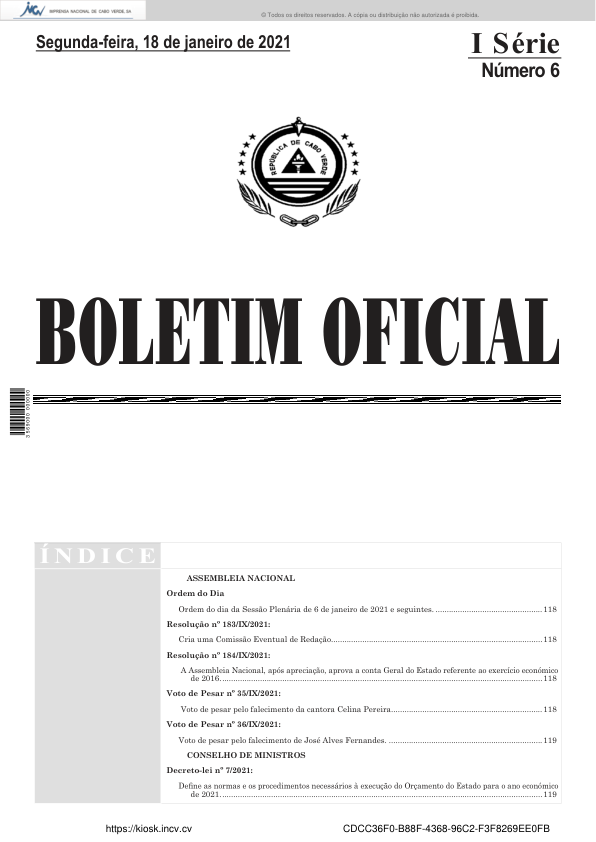 INCV IMPRENSA NACIONAL DE CABO VERDE, SA
© Todos os direitos reservados. A cópia ou distribuição não autorizada é proibida.
Segunda-feira, 18 de janeiro de 2021
I Série
Número 6
REPÚBLICA DE CABO VERDE
BOLETIM OFICIAL
ÍNDICE
ASSEMBLEIA NACIONAL
Ordem do Dia
Ordem do dia da Sessão Plenária de 6 de janeiro de 2021 e seguintes. ............................................118
Resolução nº 183/IX/2021:
Cria uma Comissão Eventual de Redação......................................................................................118
Resolução nº 184/IX/2021:
A Assembleia Nacional, após apreciação, aprova a conta Geral do Estado referente ao exercício económico
de 2016. ...................................................................................................................................118
Voto de Pesar nº 35/IX/2021:
Voto de pesar pelo falecimento da cantora Celina Pereira..............................................................118
Voto de Pesar nº 36/IX/2021:
Voto de pesar pelo falecimento de José Alves Fernandes. ...............................................................119
CONSELHO DE MINISTROS
Decreto-lei nº 7/2021:
Define as normas e os procedimentos necessários à execução do Orçamento do Estado para o ano económico
de 2021. ...................................................................................................................................119
https://kiosk.incv.cv
CDCC36F0-B88F-4368-96C2-F3F8269EE0FB